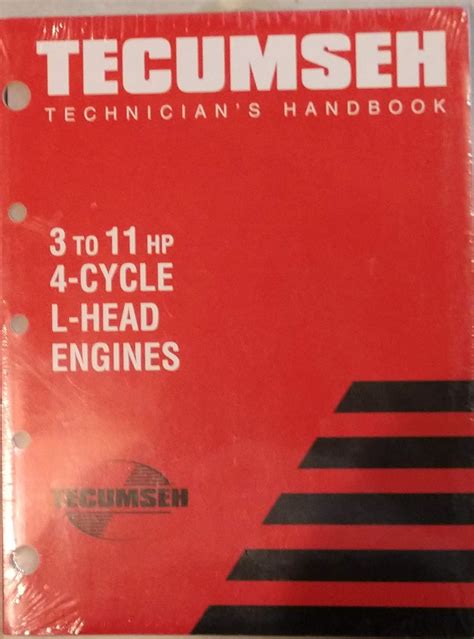 TECUMSEH
TECHNICIAN'S HANDBOOK
3 TO 11 HP
4-CYCLE
L-HEAD
ENGINES
TECUMSEH